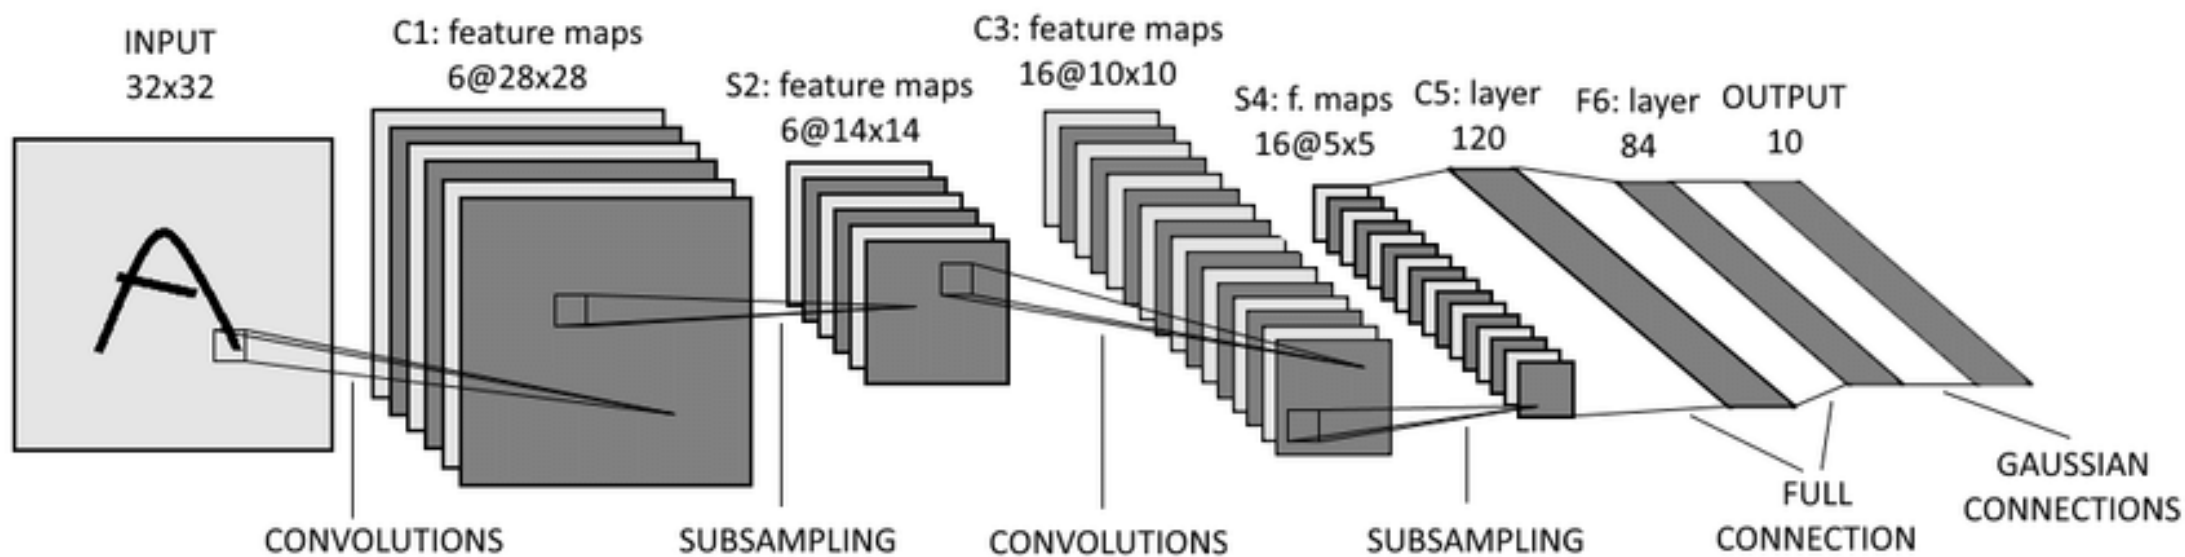 INPUT
32x32
C1: feature maps
6@28x28
S2: feature maps
6@14x14
C3: feature maps
16@10x10
S4: f. maps
16@5x5
C5: layer
120
F6: layer
84
OUTPUT
10
CONVOLUTIONS
SUBSAMPLING
CONVOLUTIONS
SUBSAMPLING
FULL
CONNECTION
GAUSSIAN
CONNECTIONS